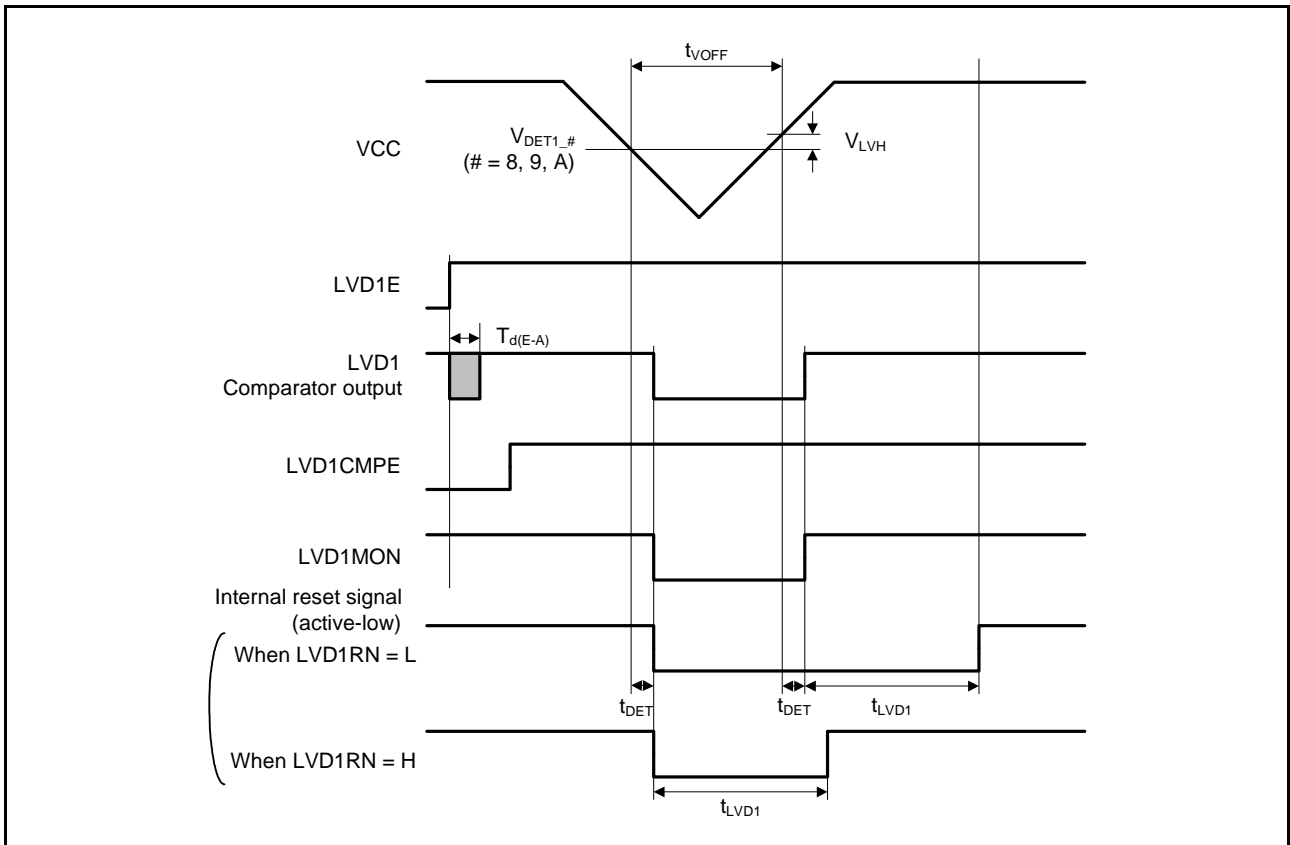 tVOFF
VCC
VDET1_#
(# = 8, 9, A)
VLVH
LVD1E
Td(E-A)
LVD1
Comparator output
LVD1CMPE
LVD1MON
Internal reset signal
(active-low)
When LVD1RN = L
tDET
tDET
tLVD1
When LVD1RN = H
tLVD1